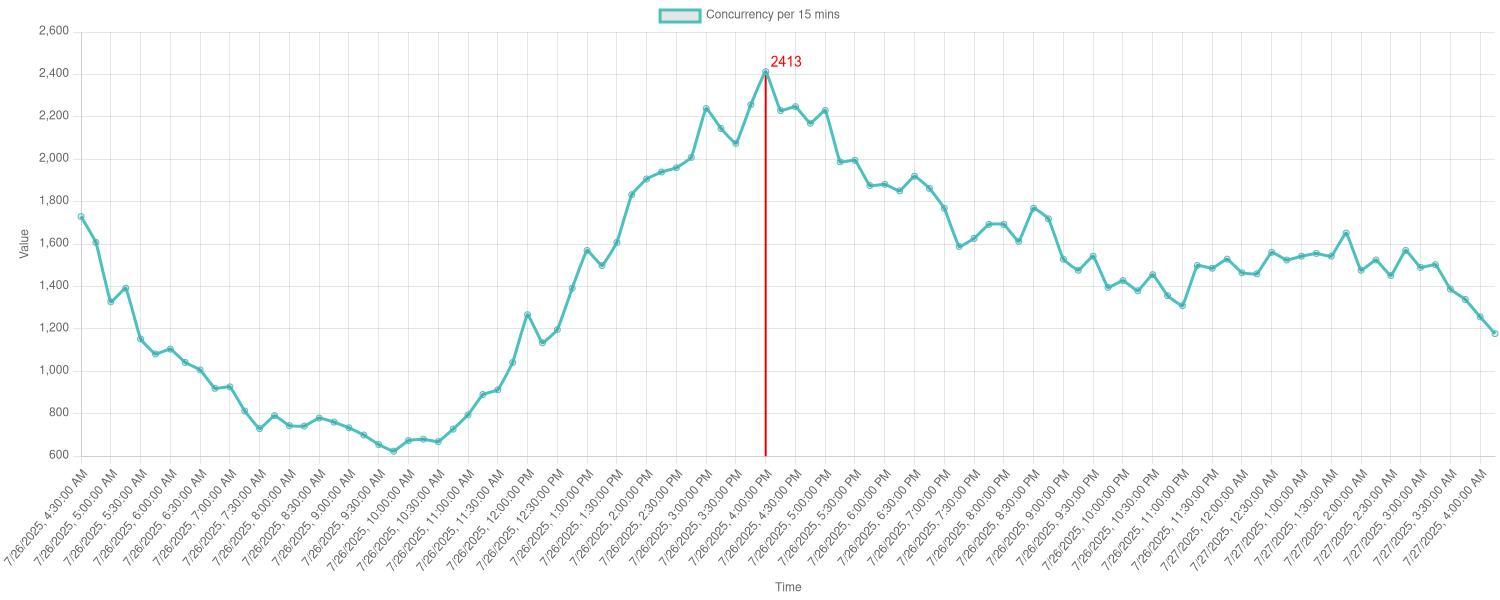 Concurrency per 15 mins
2,600
2,400
2,200
2,000
1,800
1,600
1,400
1,200
1,000
800
600
Value
2413
7/26/2025, 4:30:00 AM
7/26/2025, 5:00:00 AM
7/26/2025, 5:30:00 AM
7/26/2025, 6:00:00 AM
7/26/2025, 6:30:00 AM
7/26/2025, 7:00:00 AM
7/26/2025, 7:30:00 AM
7/26/2025, 8:00:00 AM
7/26/2025, 8:30:00 AM
7/26/2025, 9:00:00 AM
7/26/2025, 9:30:00 AM
7/26/2025, 10:00:00 AM
7/26/2025, 10:30:00 AM
7/26/2025, 11:00:00 AM
7/26/2025, 11:30:00 AM
7/26/2025, 12:00:00 PM
7/26/2025, 12:30:00 PM
7/26/2025, 1:00:00 PM
7/26/2025, 1:30:00 PM
7/26/2025, 2:00:00 PM
7/26/2025, 2:30:00 PM
7/26/2025, 3:00:00 PM
7/26/2025, 3:30:00 PM
7/26/2025, 4:00:00 PM
7/26/2025, 4:30:00 PM
7/26/2025, 5:00:00 PM
7/26/2025, 5:30:00 PM
7/26/2025, 6:00:00 PM
7/26/2025, 6:30:00 PM
7/26/2025, 7:00:00 PM
7/26/2025, 7:30:00 PM
7/26/2025, 8:00:00 PM
7/26/2025, 8:30:00 PM
7/26/2025, 9:00:00 PM
7/26/2025, 9:30:00 PM
7/26/2025, 10:00:00 PM
7/26/2025, 10:30:00 PM
7/26/2025, 11:00:00 PM
7/26/2025, 11:30:00 PM
7/27/2025, 12:00:00 AM
7/27/2025, 12:30:00 AM
7/27/2025, 1:00:00 AM
7/27/2025, 1:30:00 AM
7/27/2025, 2:00:00 AM
7/27/2025, 2:30:00 AM
7/27/2025, 3:00:00 AM
7/27/2025, 3:30:00 AM
7/27/2025, 4:00:00 AM
Time